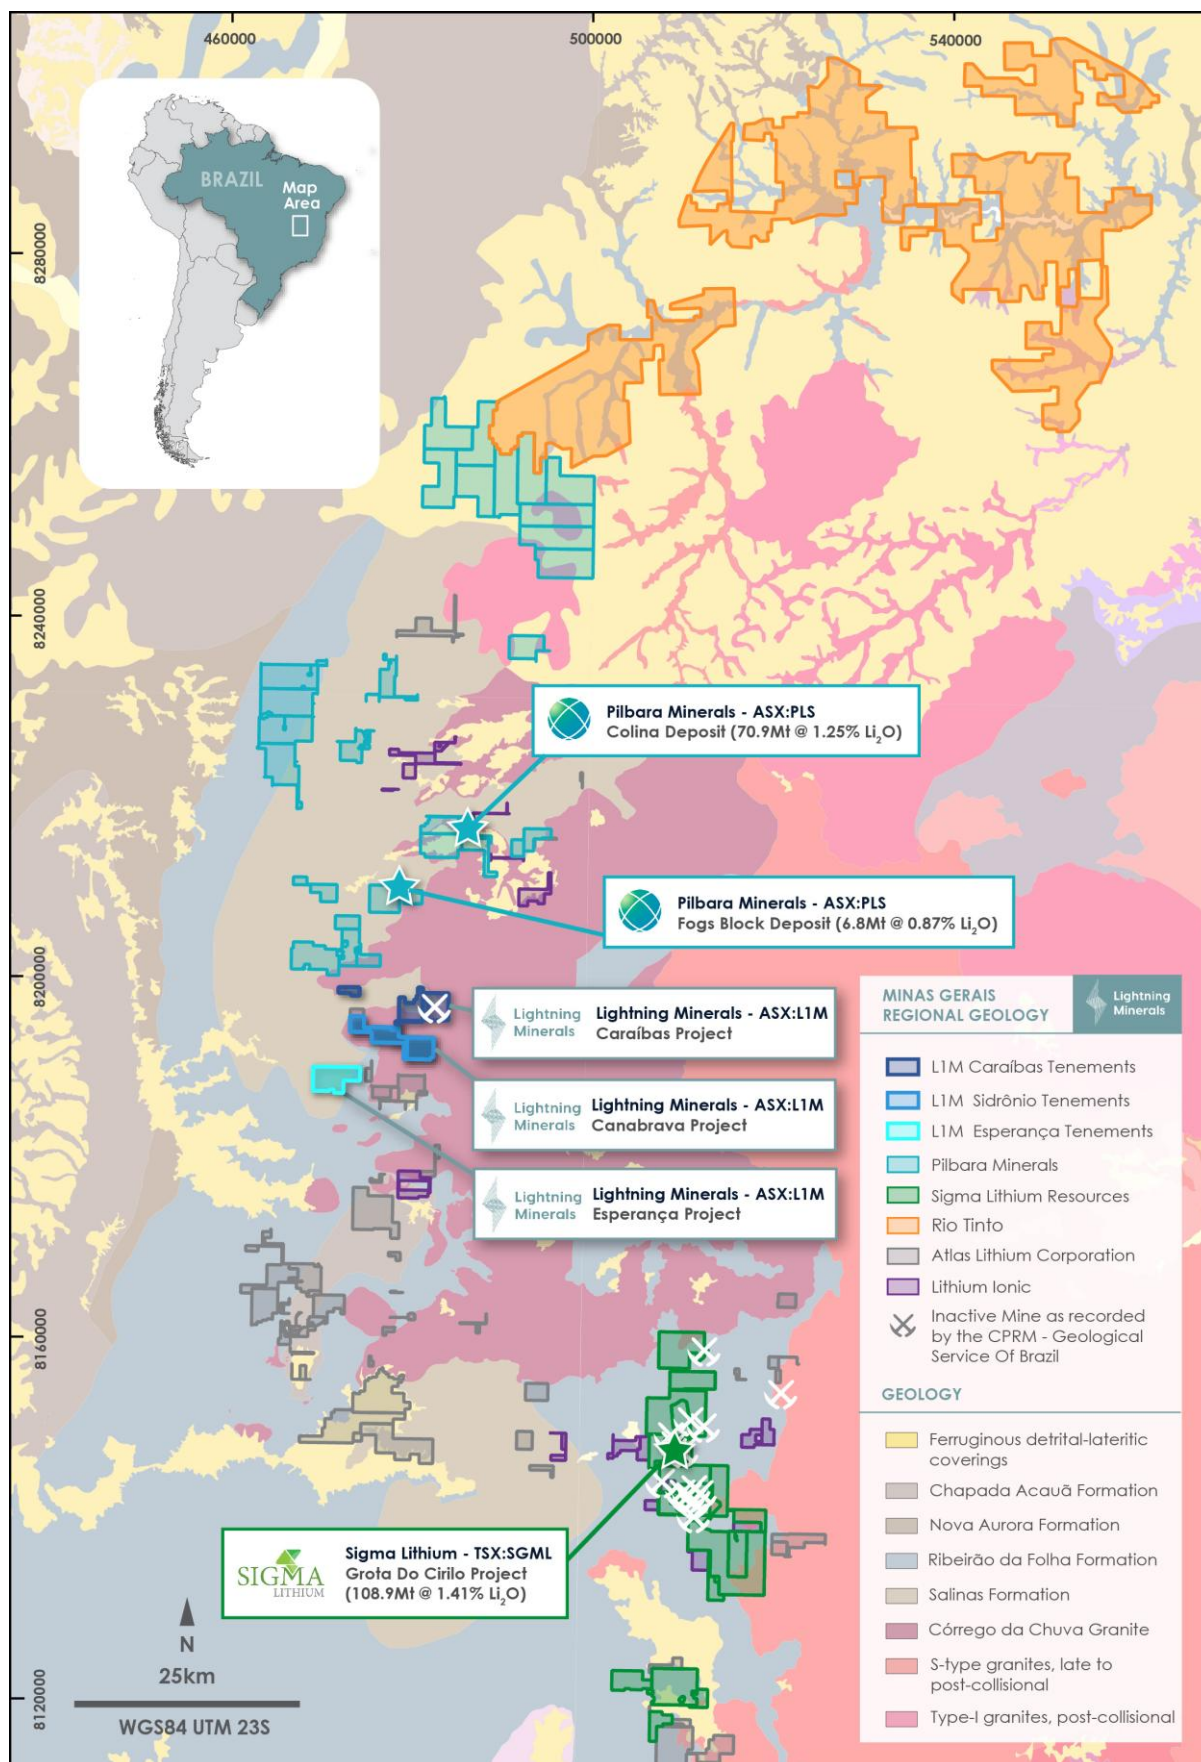 460000
500000
540000
8280000
8240000
8200000
8160000
8120000
BRAZIL
Map
Area
Pilbara Minerals - ASX:PLS
Colina Deposit (70.9Mt @ 1.25% Li₂O)
Pilbara Minerals - ASX:PLS
Fogs Block Deposit (6.8Mt @ 0.87% Li₂O)
Lightning
Minerals
Lightning Minerals - ASX:L1M
Caraíbas Project
Lightning
Minerals
Lightning Minerals - ASX:L1M
Canabrava Project
Lightning
Minerals
Lightning Minerals - ASX:L1M
Esperança Project
SIGMA
LITHIUM
Sigma Lithium - TSX:SGML
Grota Do Cirilo Project
(108.9Mt @ 1.41% Li₂O)
N
25km
WGS84 UTM 23S
MINAS GERAIS
REGIONAL GEOLOGY
Lightning
Minerals
L1M Caraíbas Tenements
L1M Sidrônio Tenements
L1M Esperança Tenements
Pilbara Minerals
Sigma Lithium Resources
Rio Tinto
Atlas Lithium Corporation
Lithium Ionic
Inactive Mine as recorded
by the CPRM - Geological
Service Of Brazil
GEOLOGY
Ferruginous detrital-lateritic
coverings
Chapada Acauã Formation
Nova Aurora Formation
Ribeirão da Folha Formation
Salinas Formation
Córrego da Chuva Granite
S-type granites, late to
post-collisional
Type-I granites, post-collisional